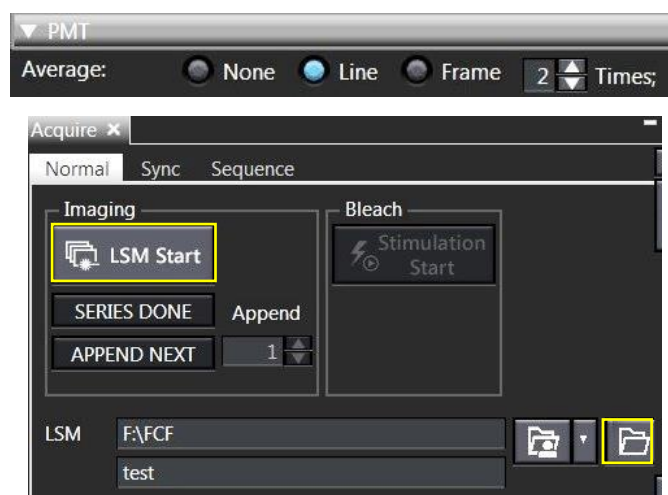 PMT
Average: None Line Frame 2 Times;
Acquire
Normal Sync Sequence
Imaging
LSM Start
SERIES DONE
Append
APPEND NEXT
1
Bleach
Stimulation
Start
LSM F:\FCF
test